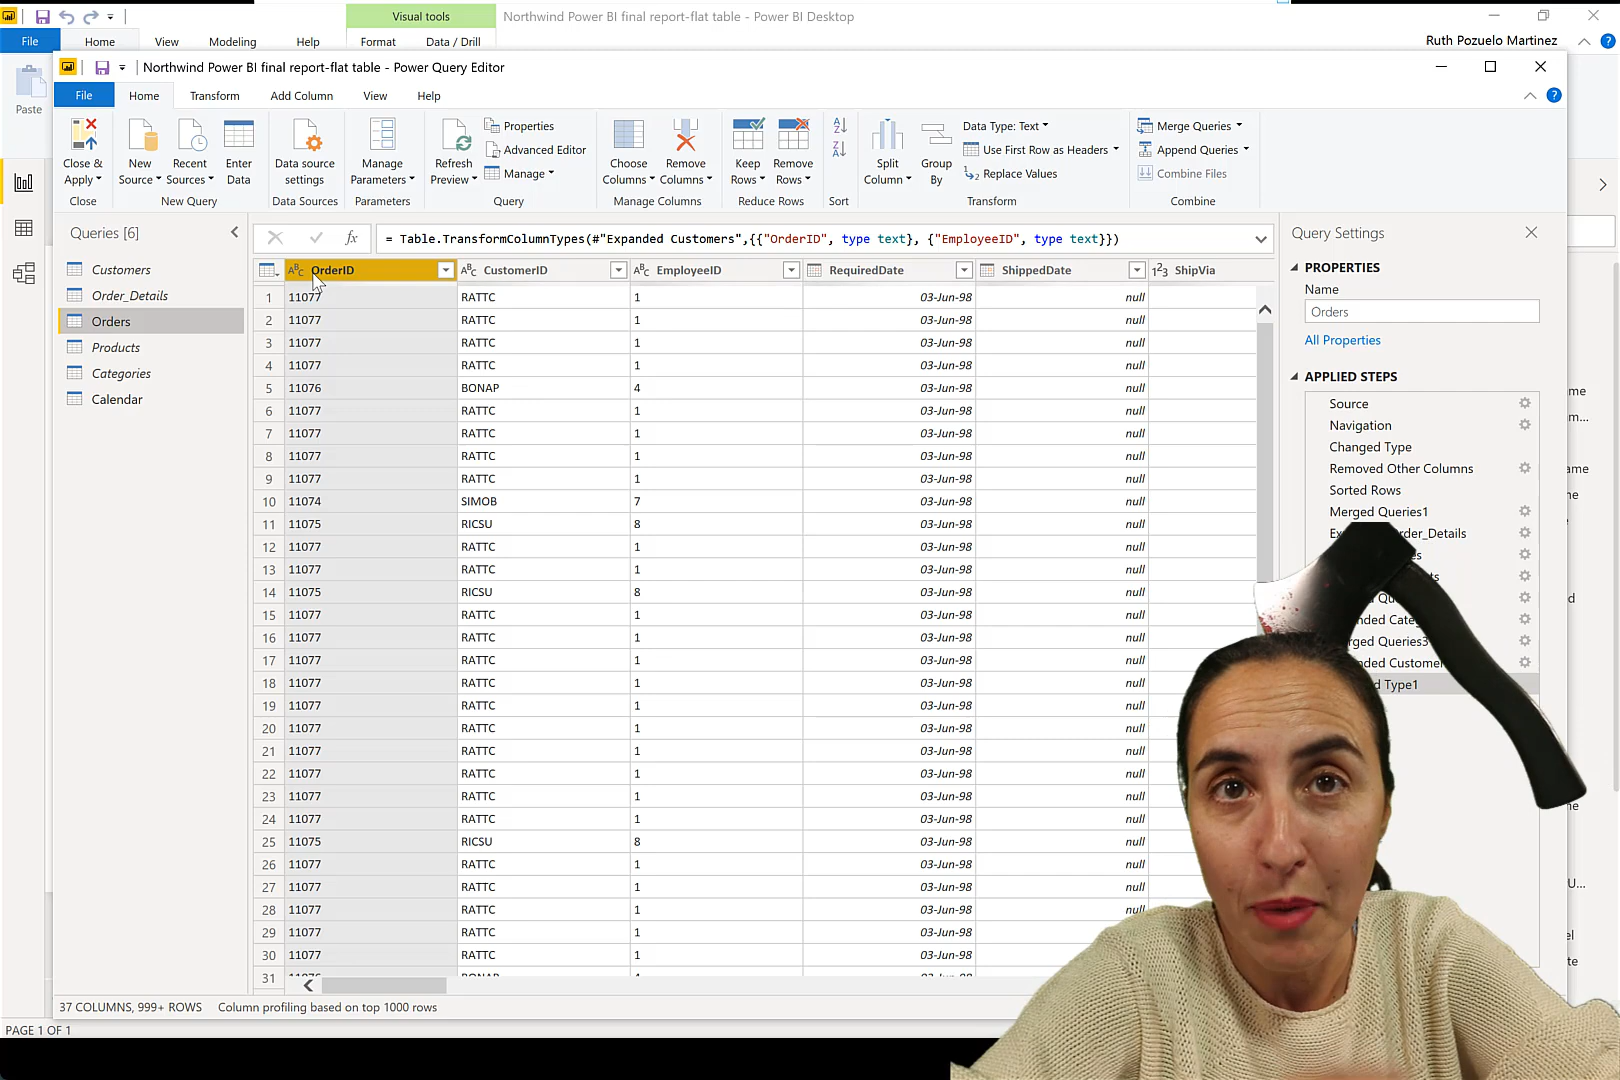 Visual tools
Northwind Power BI final report-flat table - Power BI Desktop
File Home View Modeling Help Format Data / Drill
Ruth Pozuelo Martinez
Paste
Northwind Power BI final report-flat table - Power Query Editor
File Home Transform Add Column View Help
Close & Apply
Close
New Source
Recent Sources
Enter Data
New Query
Data source settings
Data Sources
Manage Parameters
Parameters
Refresh Preview
Properties
Advanced Editor
Manage
Query
Choose Columns
Remove Columns
Manage Columns
Keep Rows
Remove Rows
Reduce Rows
Sort
Split Column
Group By
Data Type: Text
Use First Row as Headers
Replace Values
Transform
Merge Queries
Append Queries
Combine Files
Combine
Queries [6]
Customers
Order_Details
Orders
Products
Categories
Calendar
fx
= Table.TransformColumnTypes(#"Expanded Customers",{{"OrderID", type text}, {"EmployeeID", type text}})
OrderID CustomerID EmployeeID RequiredDate ShippedDate ShipVia
1 11077 RATTC 1 03-Jun-98 null
2 11077 RATTC 1 03-Jun-98 null
3 11077 RATTC 1 03-Jun-98 null
4 11077 RATTC 1 03-Jun-98 null
5 11076 BONAP 4 03-Jun-98 null
6 11077 RATTC 1 03-Jun-98 null
7 11077 RATTC 1 03-Jun-98 null
8 11077 RATTC 1 03-Jun-98 null
9 11077 RATTC 1 03-Jun-98 null
10 11074 SIMOB 7 03-Jun-98 null
11 11075 RICSU 8 03-Jun-98 null
12 11077 RATTC 1 03-Jun-98 null
13 11077 RATTC 1 03-Jun-98 null
14 11075 RICSU 8 03-Jun-98 null
15 11077 RATTC 1 03-Jun-98 null
16 11077 RATTC 1 03-Jun-98 null
17 11077 RATTC 1 03-Jun-98 null
18 11077 RATTC 1 03-Jun-98 null
19 11077 RATTC 1 03-Jun-98 null
20 11077 RATTC 1 03-Jun-98 null
21 11077 RATTC 1 03-Jun-98 null
22 11077 RATTC 1 03-Jun-98 null
23 11077 RATTC 1 03-Jun-98 null
24 11077 RATTC 1 03-Jun-98 null
25 11075 RICSU 8 03-Jun-98 null
26 11077 RATTC 1 03-Jun-98 null
27 11077 RATTC 1 03-Jun-98 null
28 11077 RATTC 1 03-Jun-98 null
29 11077 RATTC 1 03-Jun-98
30 11077 RATTC 1 03-Jun-98
31
Query Settings
PROPERTIES
Name
Orders
All Properties
APPLIED STEPS
Source
Navigation
Changed Type
Removed Other Columns
Sorted Rows
Merged Queries1
Order_Details
Queries3
Type1
37 COLUMNS, 999+ ROWS Column profiling based on top 1000 rows
PAGE 1 OF 1